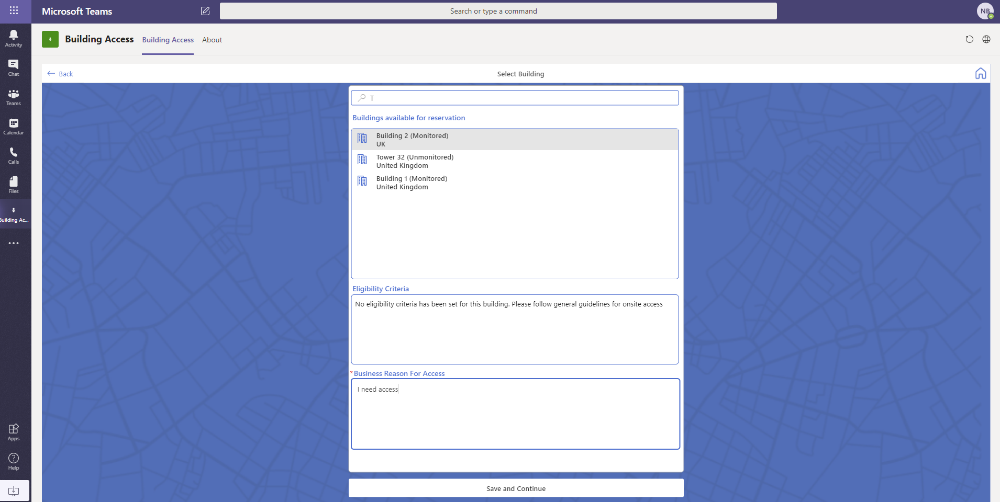 Microsoft Teams
Search or type a command
NB
Activity
Chat
Teams
Calendar
Calls
Files
Building Ac...
Apps
Help
Building Access
Building Access
About
Back
Select Building
T
Buildings available for reservation
Building 2 (Monitored)
UK
Tower 32 (Unmonitored)
United Kingdom
Building 1 (Monitored)
United Kingdom
Eligibility Criteria
No eligibility criteria has been set for this building. Please follow general guidelines for onsite access
*Business Reason For Access
I need access
Save and Continue